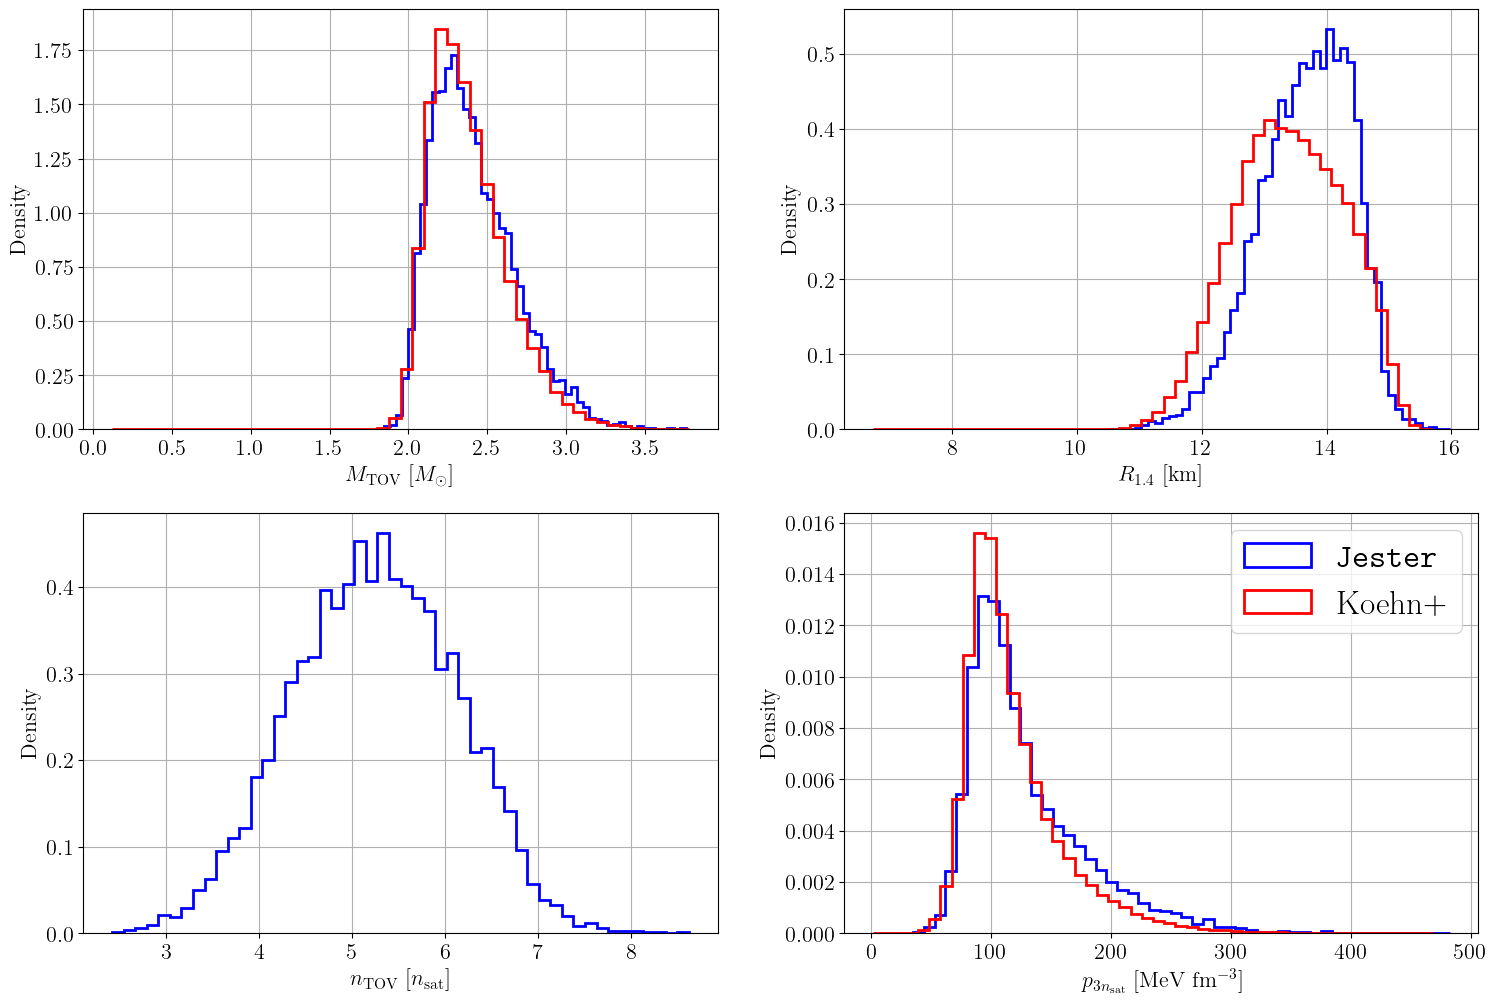 Density
1.75
1.50
1.25
1.00
0.75
0.50
0.25
0.00
0.0 0.5 1.0 1.5 2.0 2.5 3.0 3.5
M_TOV [M_⊙]
Density
0.5
0.4
0.3
0.2
0.1
0.0
8 10 12 14 16
R_1.4 [km]
Density
0.4
0.3
0.2
0.1
0.0
3 4 5 6 7 8
n_TOV [n_sat]
Density
0.016
0.014
0.012
0.010
0.008
0.006
0.004
0.002
0.000
0 100 200 300 400 500
p_3n_sat [MeV fm^−3]
Jester
Koehn+